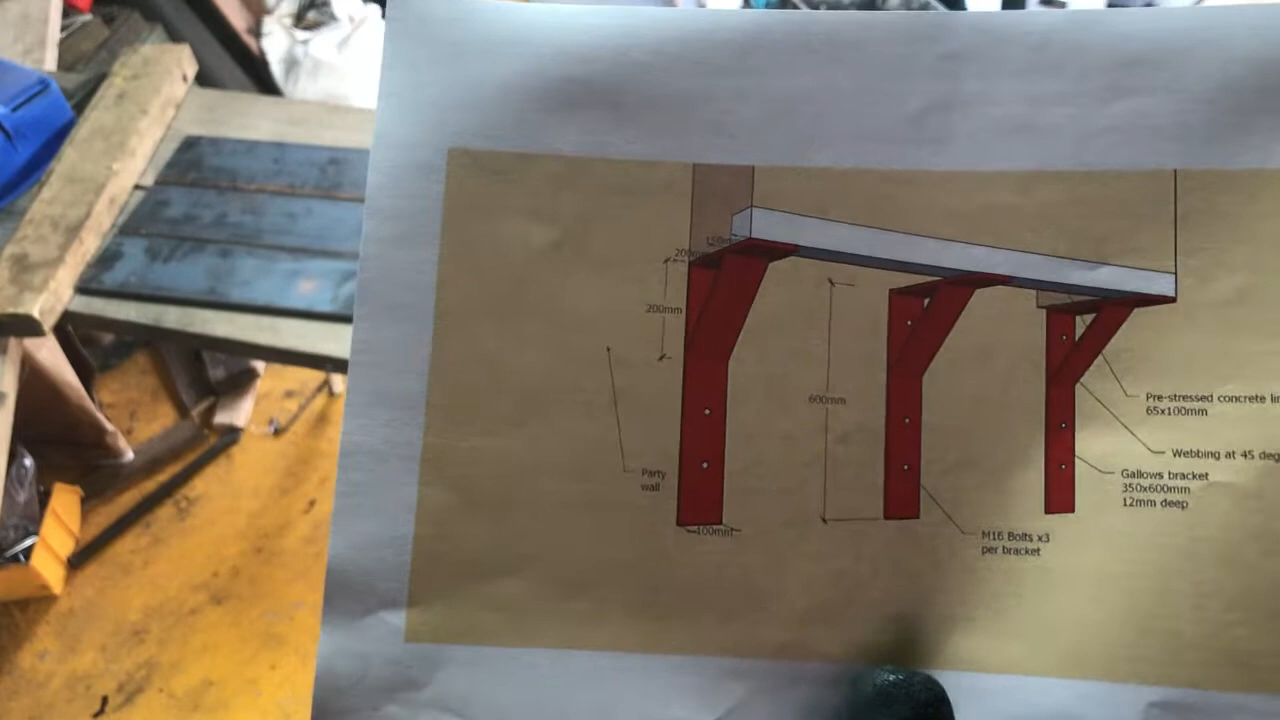 200mm
200mm
600mm
Party
wall
100mm
M16 Bolts x3
per bracket
Pre-stressed concrete
65x100mm
Webbing at 45
Gallows bracket
350x600mm
12mm deep